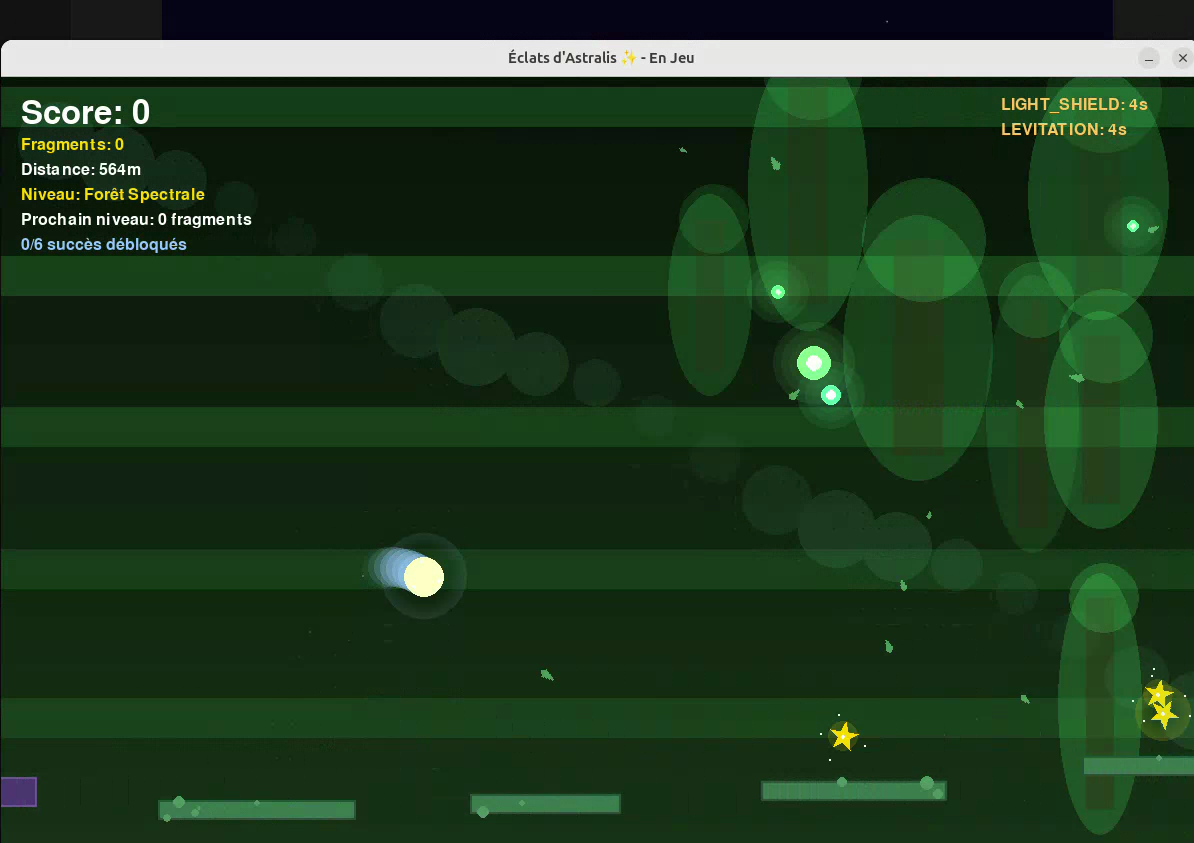 Éclats d'Astralis ✨ - En Jeu
Score: 0
Fragments: 0
Distance: 564m
Niveau: Forêt Spectrale
Prochain niveau: 0 fragments
0/6 succès débloqués
LIGHT_SHIELD: 4s
LEVITATION: 4s